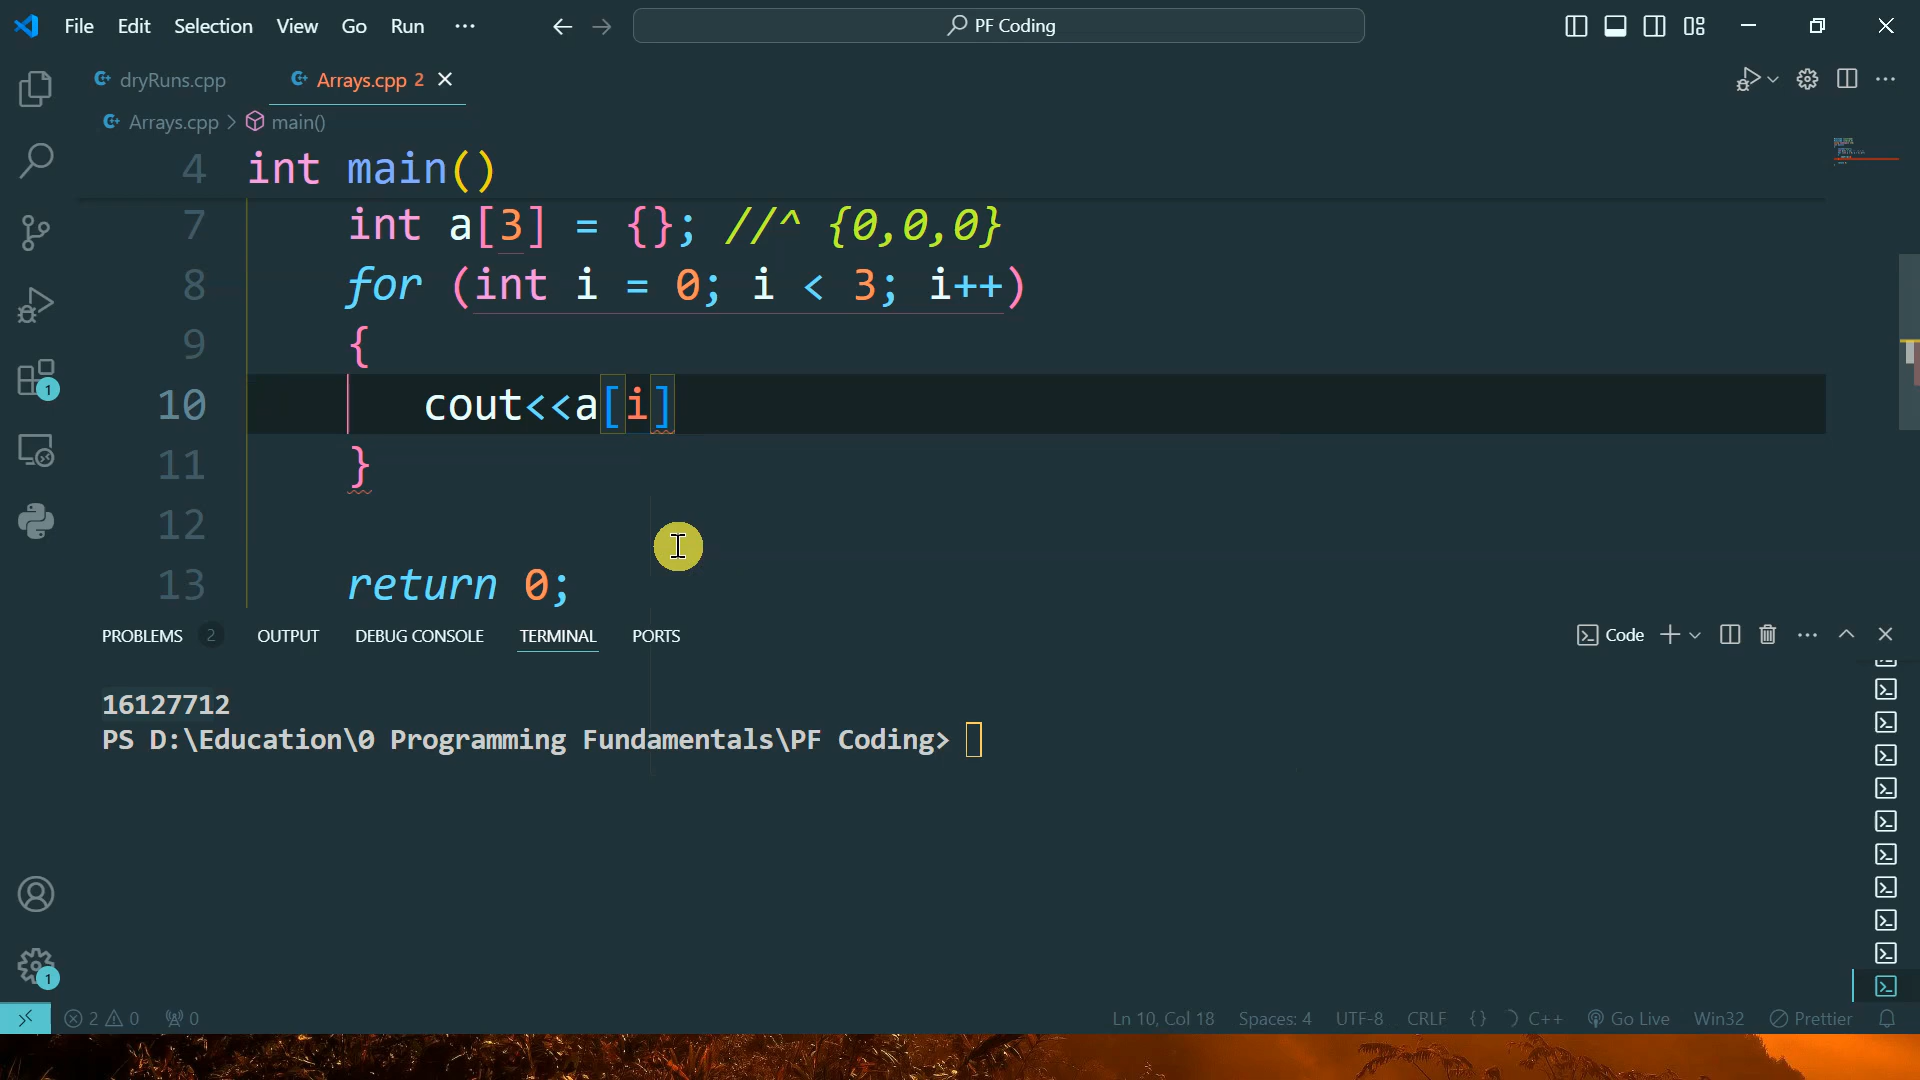 File Edit Selection View Go Run ··· PF Coding
dryRuns.cpp Arrays.cpp 2
Arrays.cpp > main()
4 int main()
7 int a[3] = {}; //^ {0,0,0}
8 for (int i = 0; i < 3; i++)
9 {
10 cout<<a[i]
11 }
12
13 return 0;
PROBLEMS 2 OUTPUT DEBUG CONSOLE TERMINAL PORTS Code
16127712
PS D:\Education\0 Programming Fundamentals\PF Coding>
1
1
2 0 0 Ln 10, Col 18 Spaces: 4 UTF-8 CRLF {} C++ Go Live Win32 Prettier